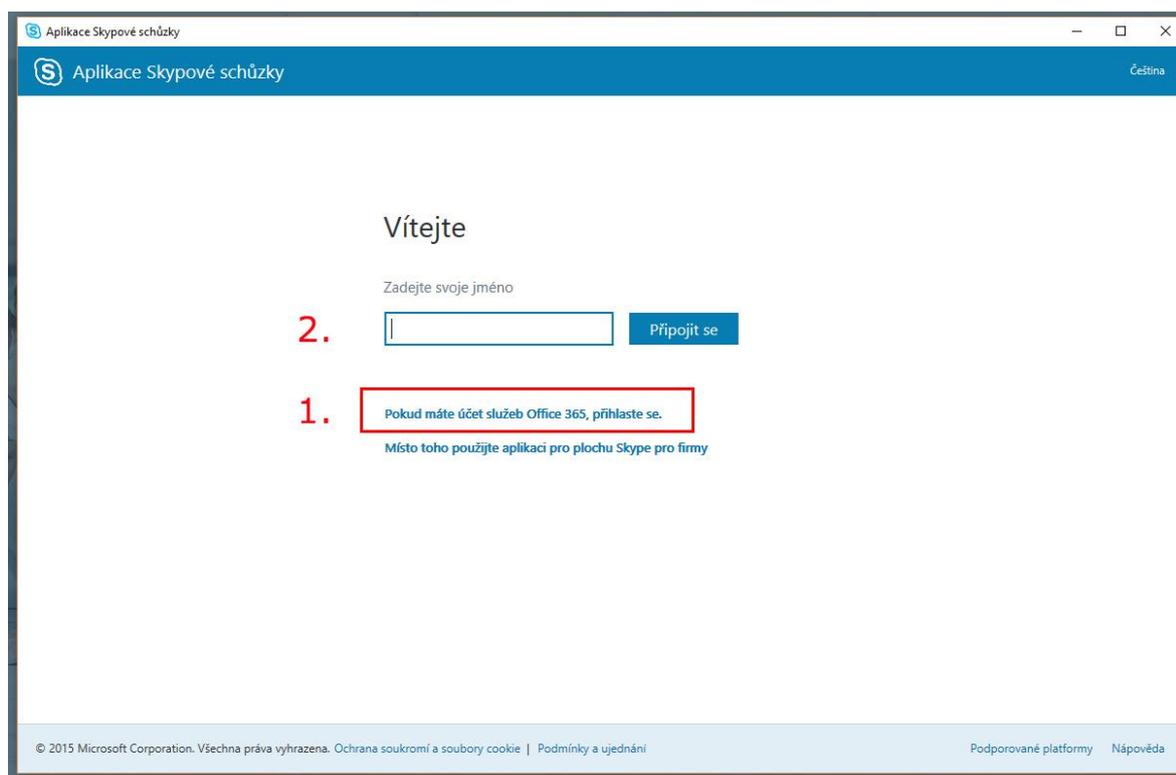 Aplikace Skypové schůzky
Aplikace Skypové schůzky
Čeština
Vítejte
Zadejte svoje jméno
2.
Připojit se
1.
Pokud máte účet služeb Office 365, přihlaste se.
Místo toho použijte aplikaci pro plochu Skype pro firmy
© 2015 Microsoft Corporation. Všechna práva vyhrazena. Ochrana soukromí a soubory cookie | Podmínky a ujednání Podporované platformy Nápověda